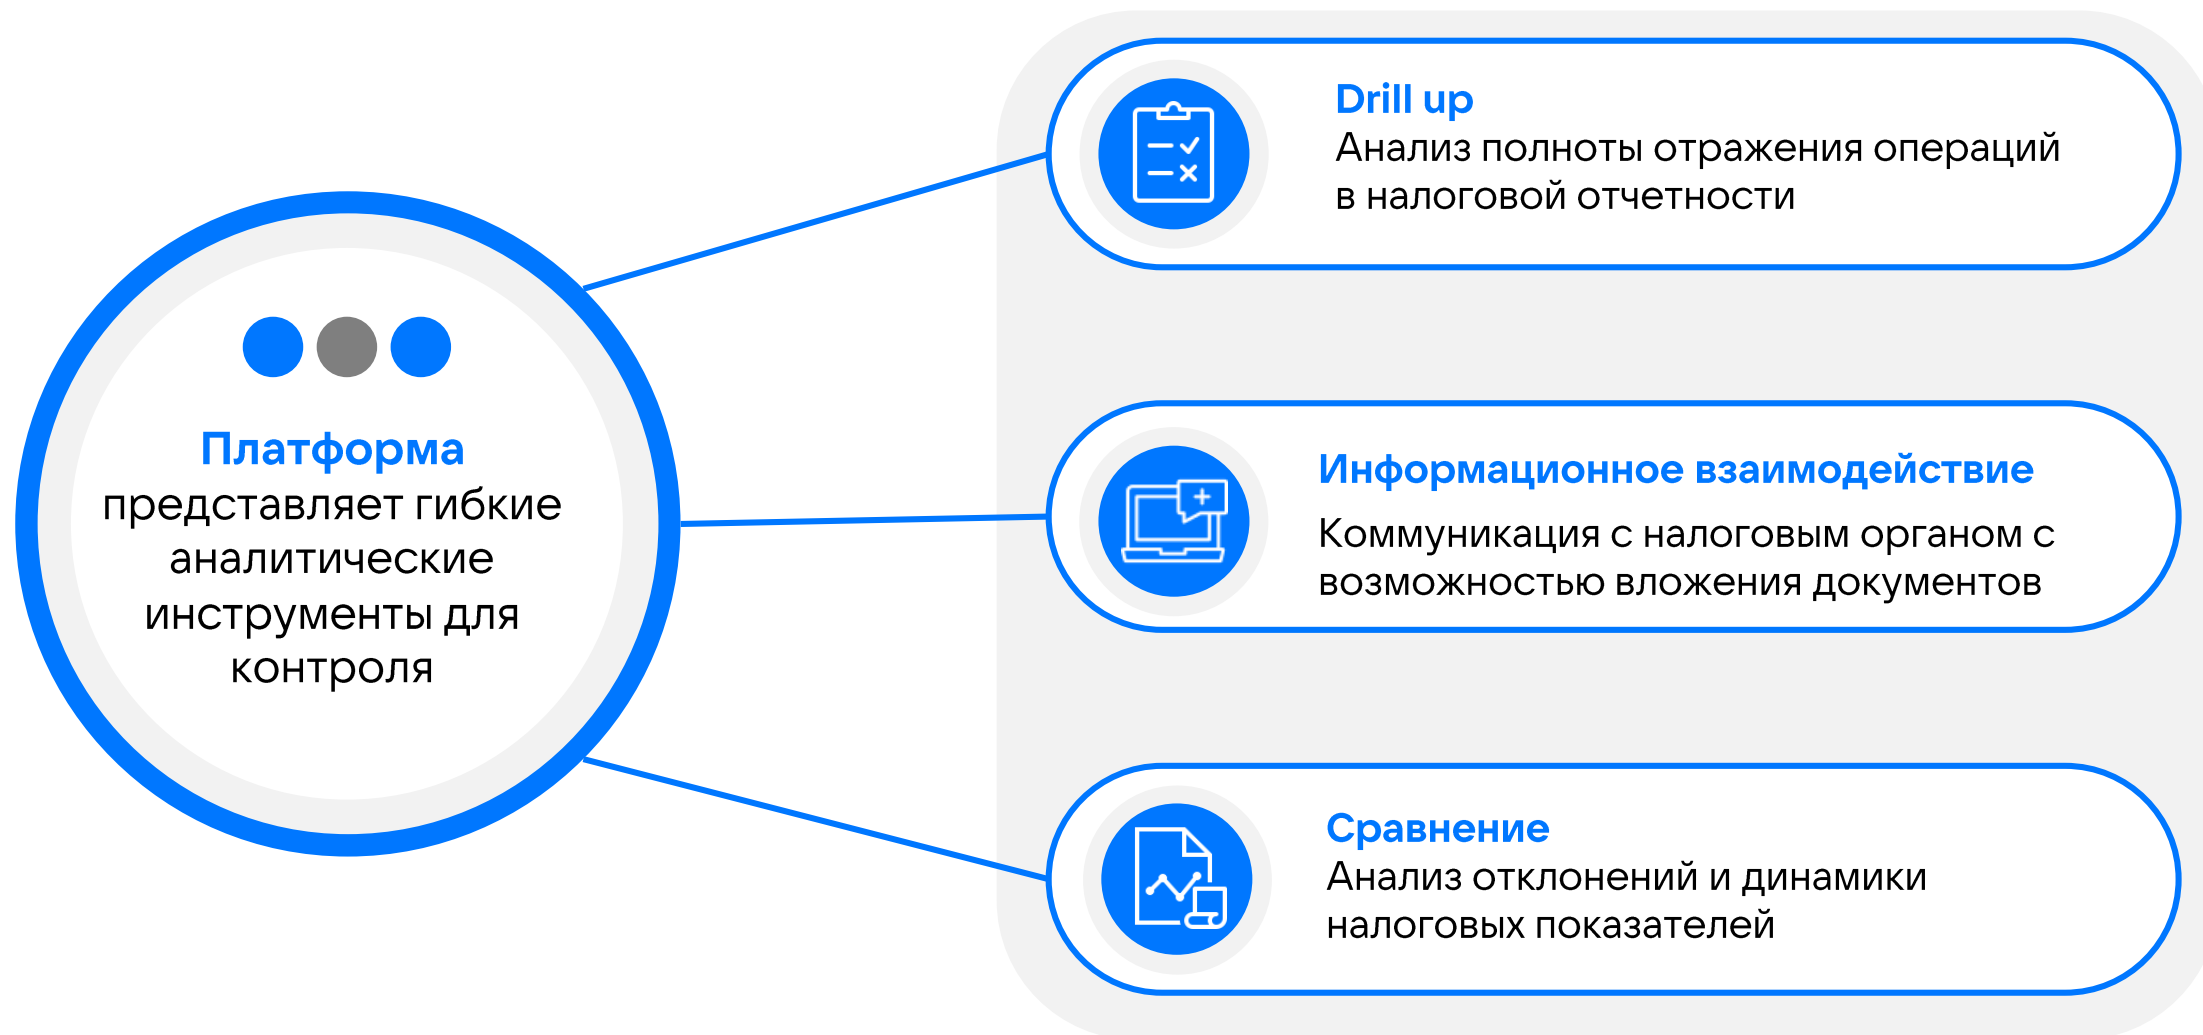 Платформа
представляет гибкие
аналитические
инструменты для
контроля
Drill up
Анализ полноты отражения операций
в налоговой отчетности
Информационное взаимодействие
Коммуникация с налоговым органом с
возможностью вложения документов
Сравнение
Анализ отклонений и динамики
налоговых показателей